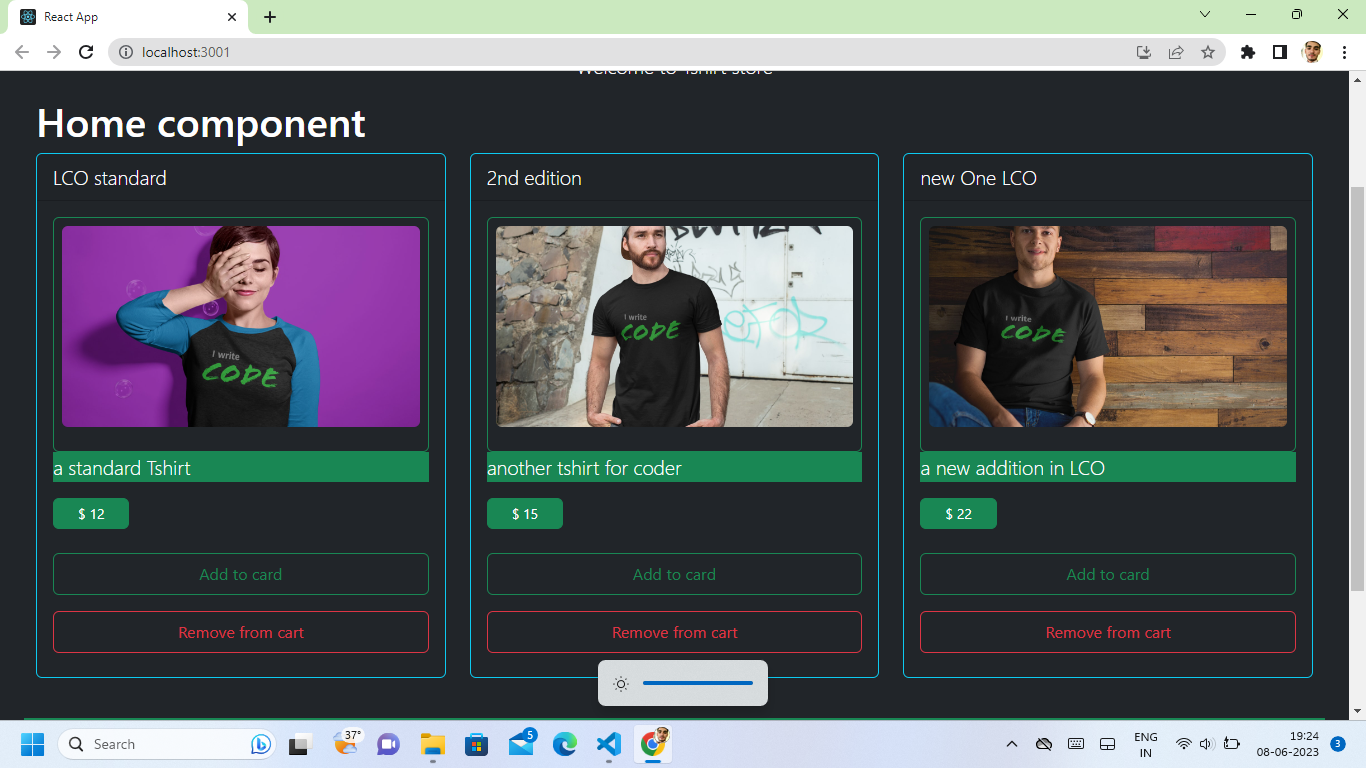 React App
localhost:3001
Welcome to Tshirt store
Home component
LCO standard
2nd edition
new One LCO
I write
CODE
I write
CODE
I write
CODE
a standard Tshirt
another tshirt for coder
a new addition in LCO
$ 12
$ 15
$ 22
Add to card
Add to card
Add to card
Remove from cart
Remove from cart
Remove from cart
Search
37°
5
ENG
IN
19:24
08-06-2023
3